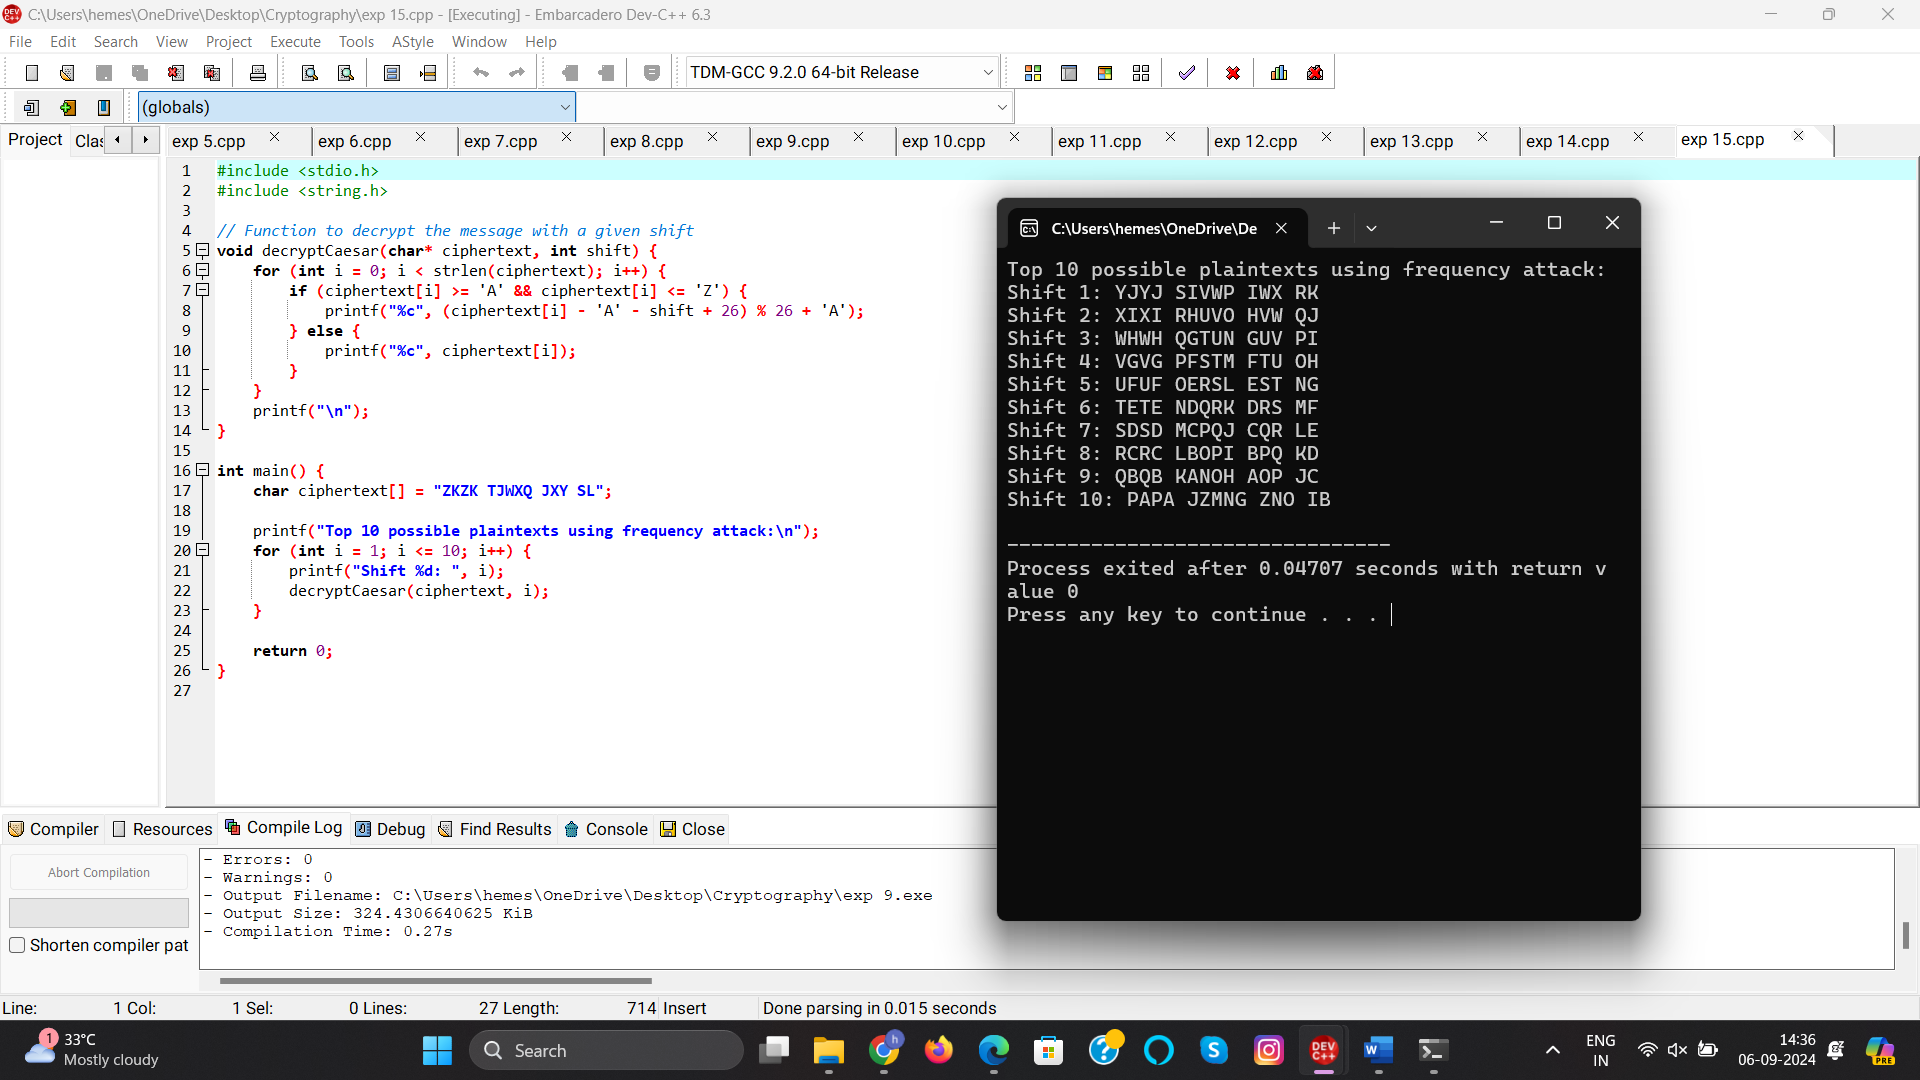 C:\Users\hemes\OneDrive\Desktop\Cryptography\exp 15.cpp - [Executing] - Embarcadero Dev-C++ 6.3
File Edit Search View Project Execute Tools AStyle Window Help
TDM-GCC 9.2.0 64-bit Release
(globals)
Project Clas exp 5.cpp exp 6.cpp exp 7.cpp exp 8.cpp exp 9.cpp exp 10.cpp exp 11.cpp exp 12.cpp exp 13.cpp exp 14.cpp exp 15.cpp
1 #include <stdio.h>
2 #include <string.h>
3
4 // Function to decrypt the message with a given shift
5 void decryptCaesar(char* ciphertext, int shift) {
6 for (int i = 0; i < strlen(ciphertext); i++) {
7 if (ciphertext[i] >= 'A' && ciphertext[i] <= 'Z') {
8 printf("%c", (ciphertext[i] - 'A' - shift + 26) % 26 + 'A');
9 } else {
10 printf("%c", ciphertext[i]);
11 }
12 }
13 printf("\n");
14 }
15
16 int main() {
17 char ciphertext[] = "ZKZK TJWXQ JXY SL";
18
19 printf("Top 10 possible plaintexts using frequency attack:\n");
20 for (int i = 1; i <= 10; i++) {
21 printf("Shift %d: ", i);
22 decryptCaesar(ciphertext, i);
23 }
24
25 return 0;
26 }
27
C:\Users\hemes\OneDrive\De
Top 10 possible plaintexts using frequency attack:
Shift 1: YJYJ SIVWP IWX RK
Shift 2: XIXI RHUVO HVW QJ
Shift 3: WHWH QGTUN GUV PI
Shift 4: VGVG PFSTM FTU OH
Shift 5: UFUF OERSL EST NG
Shift 6: TETE NDQRK DRS MF
Shift 7: SDSD MCPQJ CQR LE
Shift 8: RCRC LBOPI BPQ KD
Shift 9: QBQB KANOH AOP JC
Shift 10: PAPA JZMNG ZNO IB
--------------------------------
Process exited after 0.04707 seconds with return v
alue 0
Press any key to continue . . .
Compiler Resources Compile Log Debug Find Results Console Close
Abort Compilation
Shorten compiler pat
- Errors: 0
- Warnings: 0
- Output Filename: C:\Users\hemes\OneDrive\Desktop\Cryptography\exp 9.exe
- Output Size: 324.4306640625 KiB
- Compilation Time: 0.27s
Line: 1 Col: 1 Sel: 0 Lines: 27 Length: 714 Insert Done parsing in 0.015 seconds
1
33°C
Mostly cloudy
Search
h
DEV C++
ENG
IN
14:36
06-09-2024
PRE